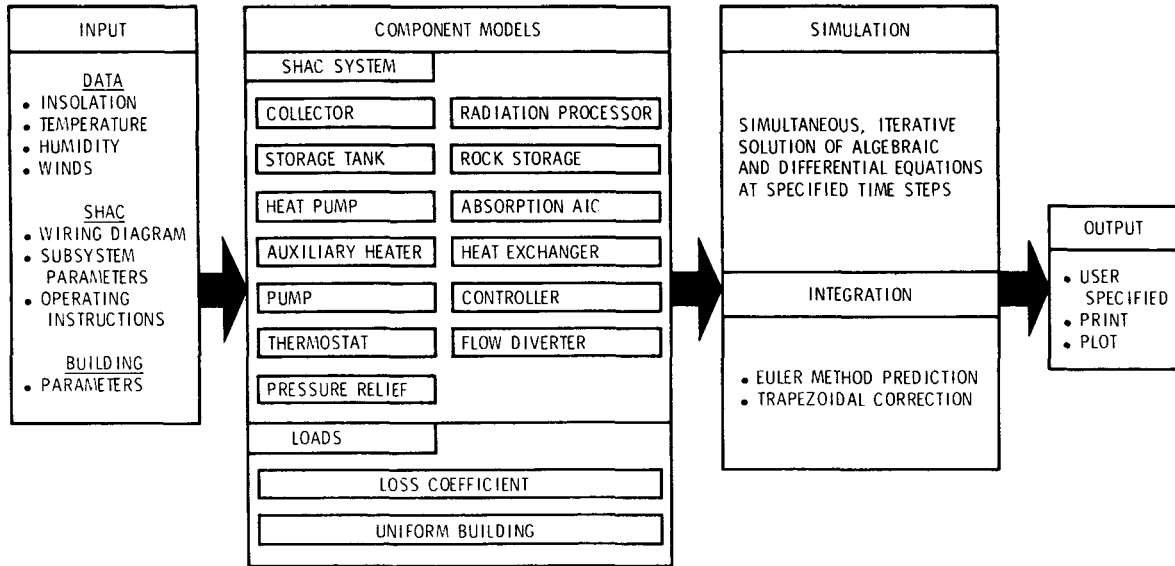 INPUT
DATA
• INSOLATION
• TEMPERATURE
• HUMIDITY
• WINDS
SHAC
• WIRING DIAGRAM
• SUBSYSTEM
PARAMETERS
• OPERATING
INSTRUCTIONS
BUILDING
• PARAMETERS
COMPONENT MODELS
SHAC SYSTEM
COLLECTOR
RADIATION PROCESSOR
STORAGE TANK
ROCK STORAGE
HEAT PUMP
ABSORPTION AIC
AUXILIARY HEATER
HEAT EXCHANGER
PUMP
CONTROLLER
THERMOSTAT
FLOW DIVERTER
PRESSURE RELIEF
LOADS
LOSS COEFFICIENT
UNIFORM BUILDING
SIMULATION
SIMULTANEOUS, ITERATIVE
SOLUTION OF ALGEBRAIC
AND DIFFERENTIAL EQUATIONS
AT SPECIFIED TIME STEPS
INTEGRATION
• EULER METHOD PREDICTION
• TRAPEZOIDAL CORRECTION
OUTPUT
• USER
SPECIFIED
• PRINT
• PLOT